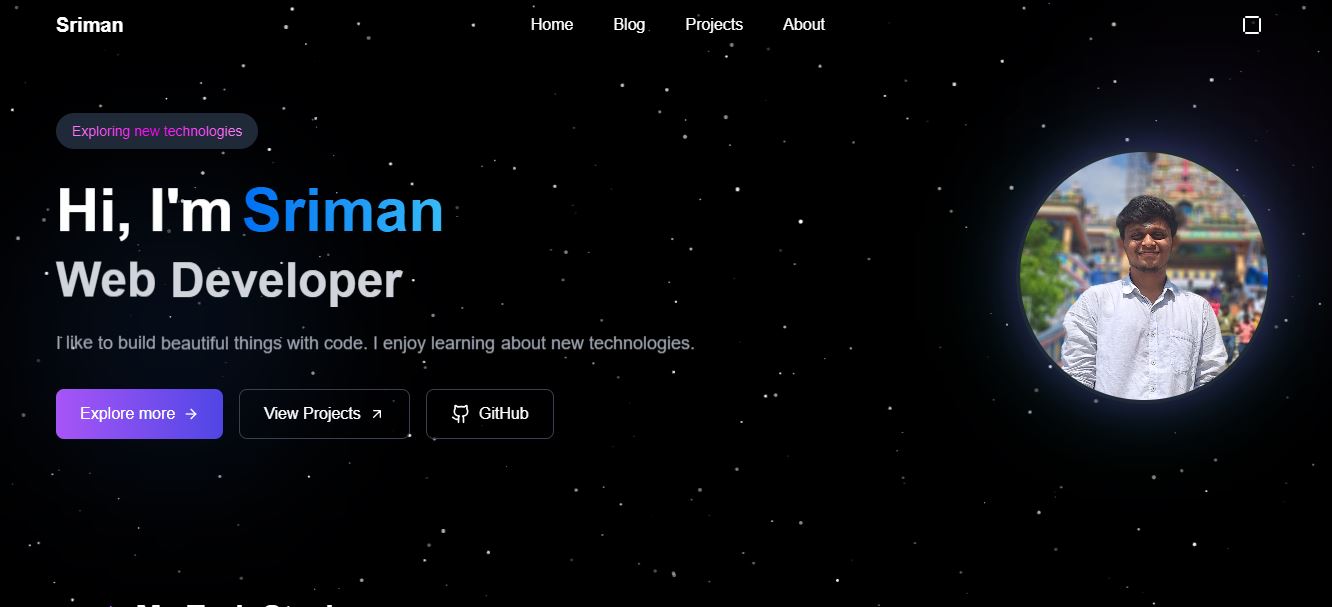 Sriman
Home Blog Projects About
Exploring new technologies
Hi, I'm Sriman
Web Developer
I like to build beautiful things with code. I enjoy learning about new technologies.
Explore more → View Projects ↗ GitHub